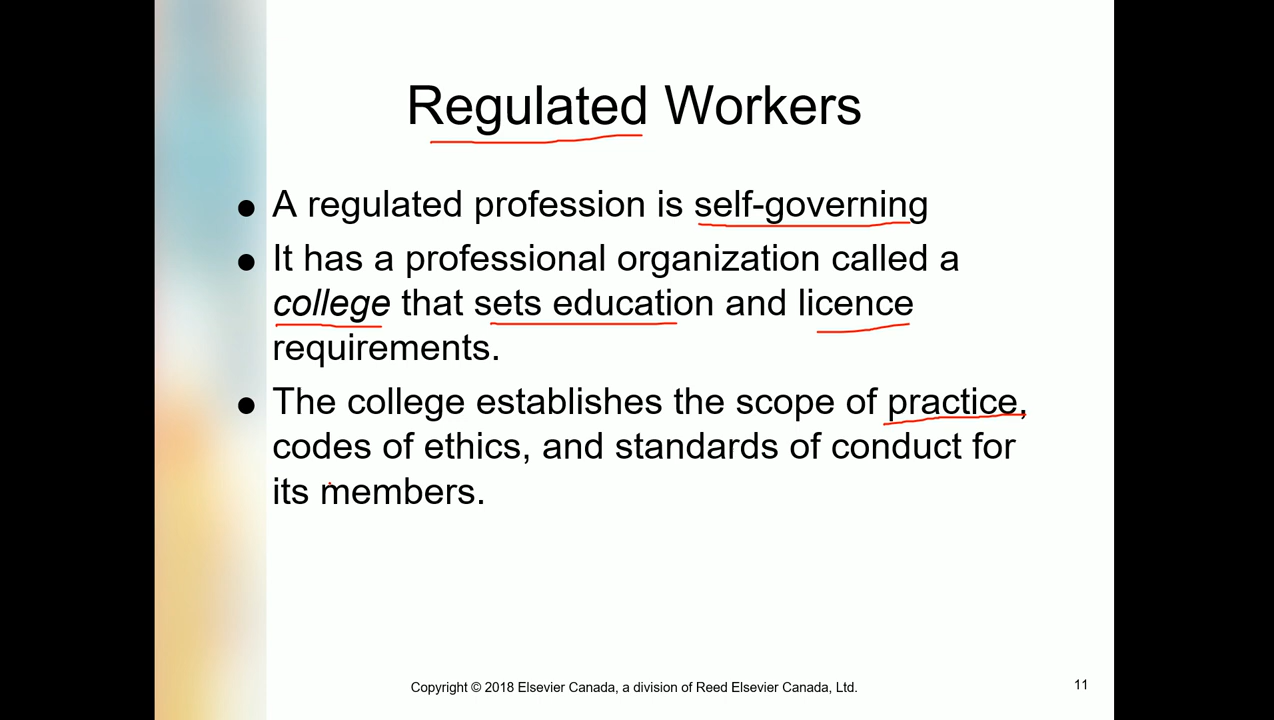 Regulated Workers
● A regulated profession is self-governing
● It has a professional organization called a
college that sets education and licence
requirements.
● The college establishes the scope of practice,
codes of ethics, and standards of conduct for
its members.
Copyright © 2018 Elsevier Canada, a division of Reed Elsevier Canada, Ltd.
11